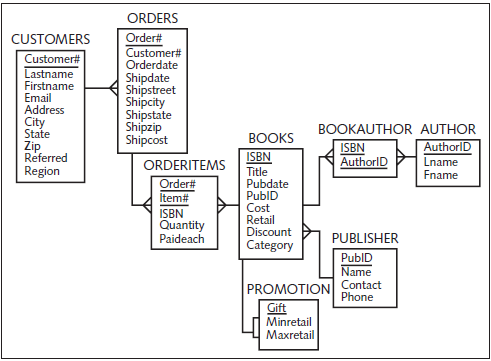 CUSTOMERS
Customer#
Lastname
Firstname
Email
Address
City
State
Zip
Referred
Region
ORDERS
Order#
Customer#
Orderdate
Shipdate
Shipstreet
Shipcity
Shipstate
Shipzip
Shipcost
ORDERITEMS
Order#
Item#
ISBN
Quantity
Paideach
BOOKS
ISBN
Title
Pubdate
PubID
Cost
Retail
Discount
Category
PROMOTION
Gift
Minretail
Maxretail
BOOKAUTHOR
ISBN
AuthorID
AUTHOR
AuthorID
Lname
Fname
PUBLISHER
PubID
Name
Contact
Phone